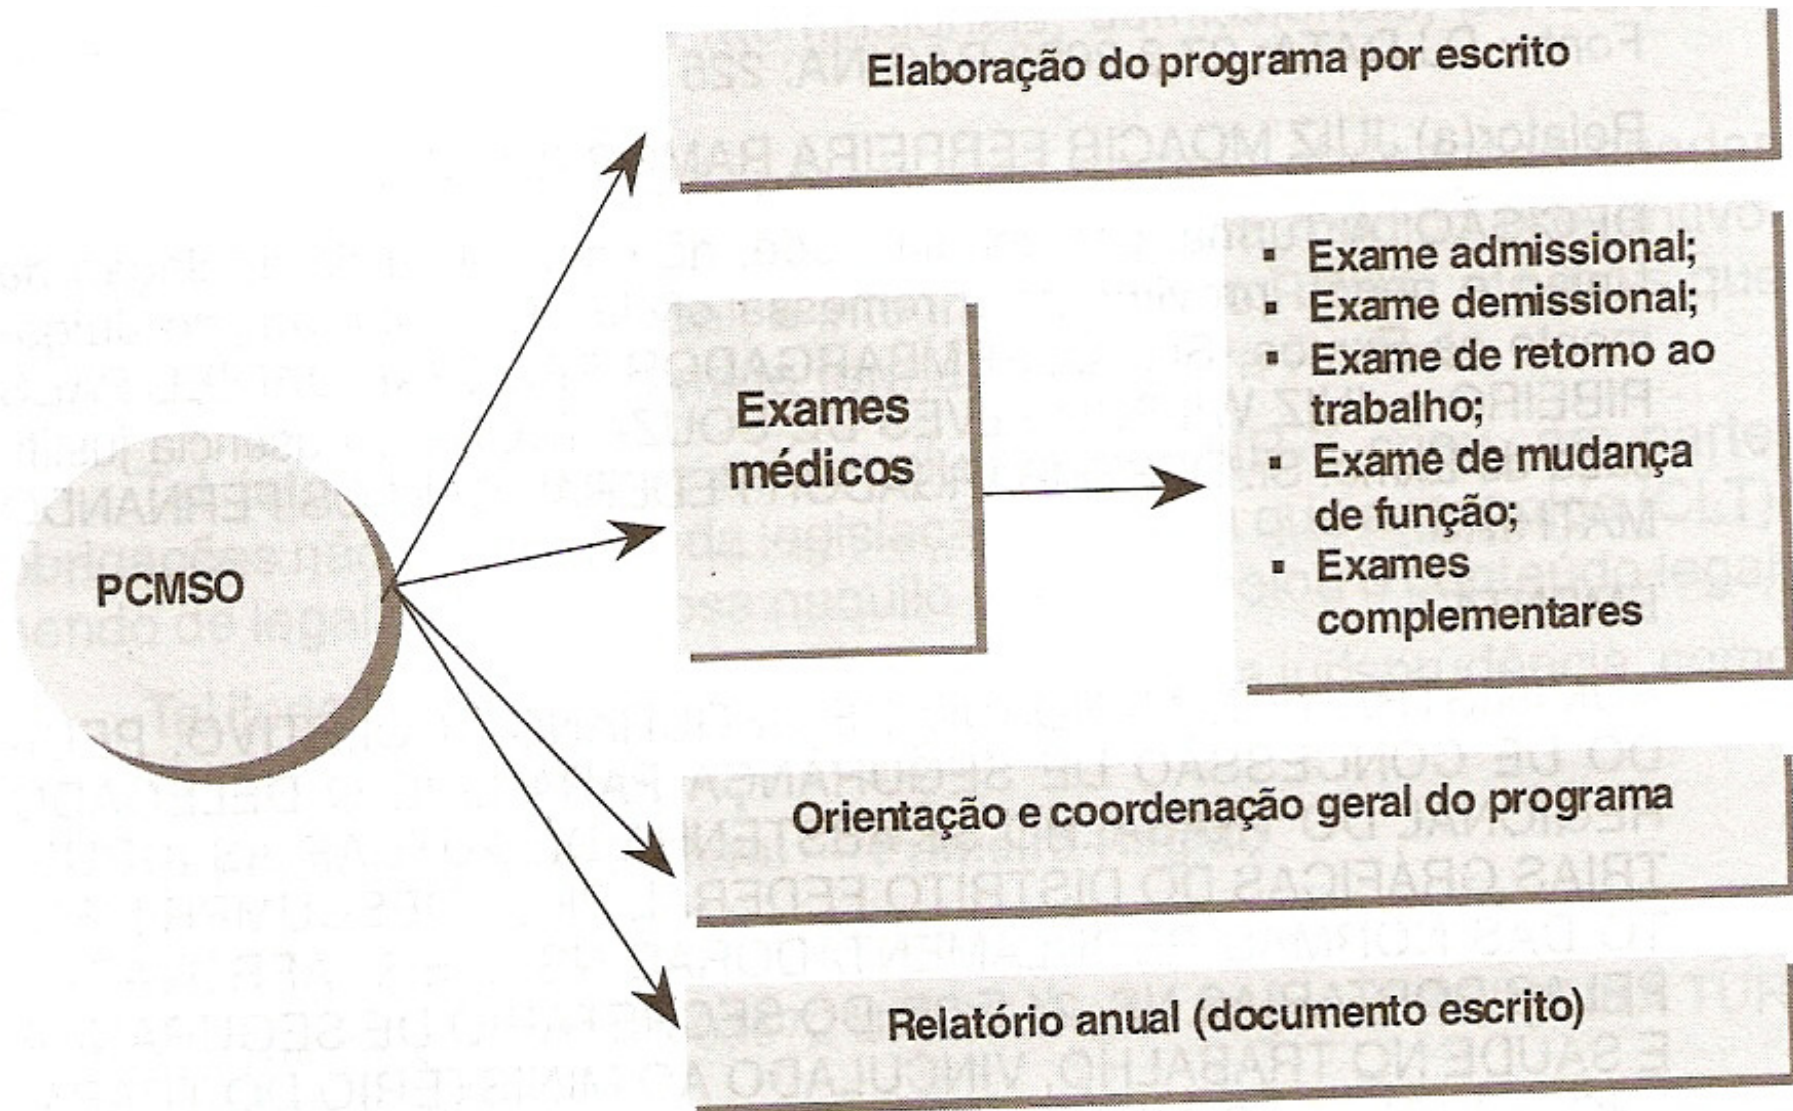 Elaboração do programa por escrito
▪ Exame admissional;
▪ Exame demissional;
▪ Exame de retorno ao
trabalho;
▪ Exame de mudança
de função;
▪ Exames
complementares
Exames
médicos
PCMSO
Orientação e coordenação geral do programa
Relatório anual (documento escrito)